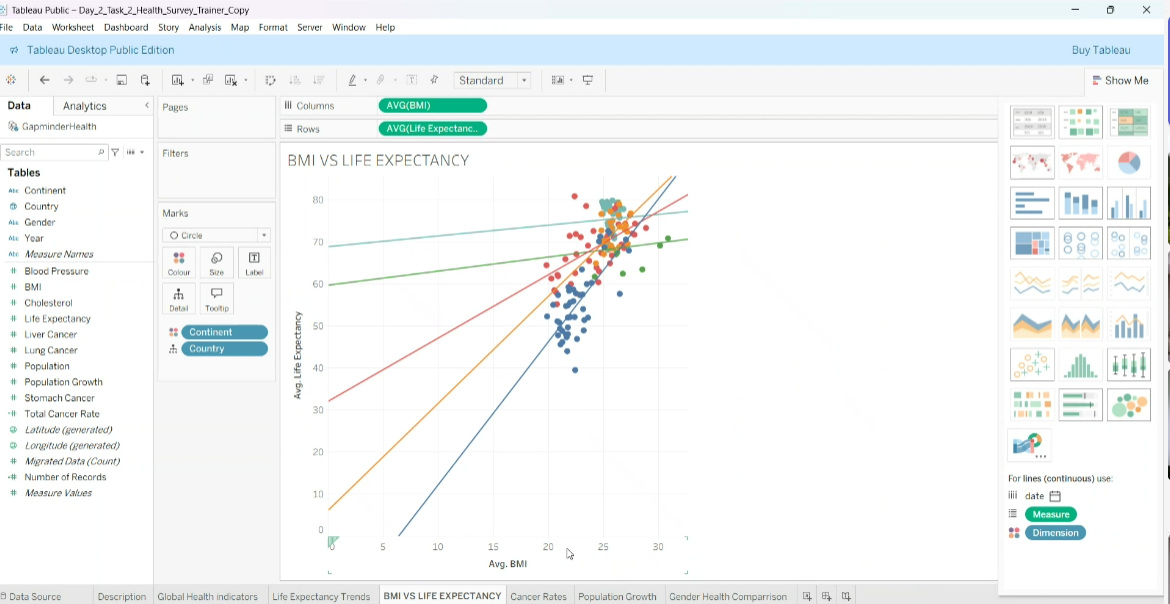 Tableau Public - Day_2_Task_2_Health_Survey_Trainer_Copy
File Data Worksheet Dashboard Story Analysis Map Format Server Window Help
Tableau Desktop Public Edition
Buy Tableau
Standard
Show Me
Data
Analytics
GapminderHealth
Search
Tables
Abc Continent
Country
Abc Gender
Abc Year
Abc Measure Names
# Blood Pressure
# BMI
# Cholesterol
# Life Expectancy
# Liver Cancer
# Lung Cancer
# Population
# Population Growth
# Stomach Cancer
# Total Cancer Rate
Latitude (generated)
Longitude (generated)
# Migrated Data (Count)
# Number of Records
# Measure Values
Pages
Filters
Marks
Circle
Colour
Size
Label
Detail
Tooltip
Continent
Country
Columns
AVG(BMI)
Rows
AVG(Life Expectanc..
BMI VS LIFE EXPECTANCY
80
70
60
50
40
30
20
10
0
Avg. Life Expectancy
0 5 10 15 20 25 30
Avg. BMI
For lines (continuous) use:
date
Measure
Dimension
Data Source
Description
Global Health indicators
Life Expectancy Trends
BMI VS LIFE EXPECTANCY
Cancer Rates
Population Growth
Gender Health Comparison